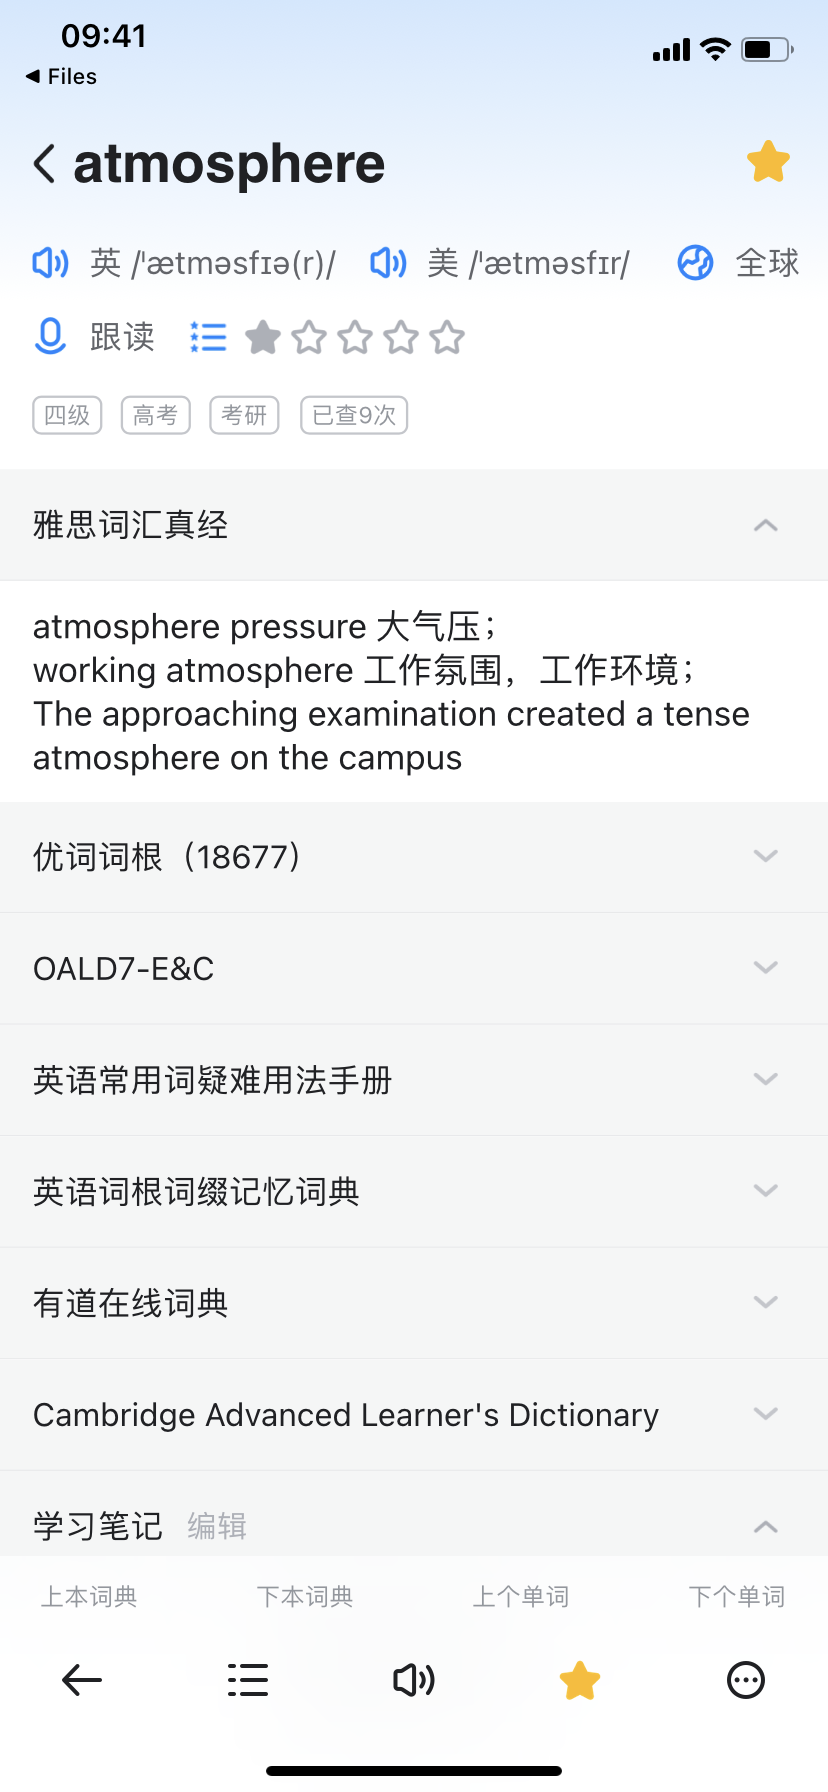 09:41
Files
atmosphere
英 /'ætməsfɪə(r)/ 美 /'ætməsfɪr/ 全球
跟读
四级 高考 考研 已查9次
雅思词汇真经
atmosphere pressure 大气压；
working atmosphere 工作氛围，工作环境；
The approaching examination created a tense
atmosphere on the campus
优词词根（18677）
OALD7-E&C
英语常用词疑难用法手册
英语词根词缀记忆词典
有道在线词典
Cambridge Advanced Learner's Dictionary
学习笔记 编辑
上本词典 下本词典 上个单词 下个单词